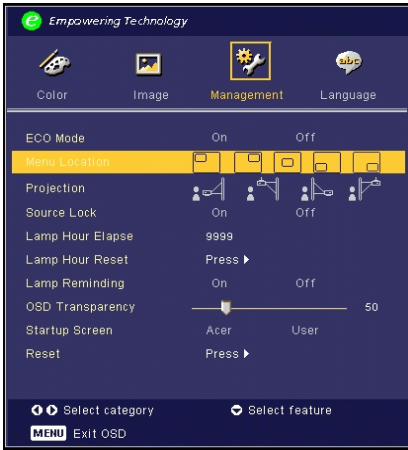 e Empowering Technology
Color Image Management abc Language
ECO Mode On Off
Menu Location
Projection
Source Lock On Off
Lamp Hour Elapse 9999
Lamp Hour Reset Press
Lamp Reminding On Off
OSD Transparency 50
Startup Screen Acer User
Reset Press
Select category Select feature
MENU Exit OSD